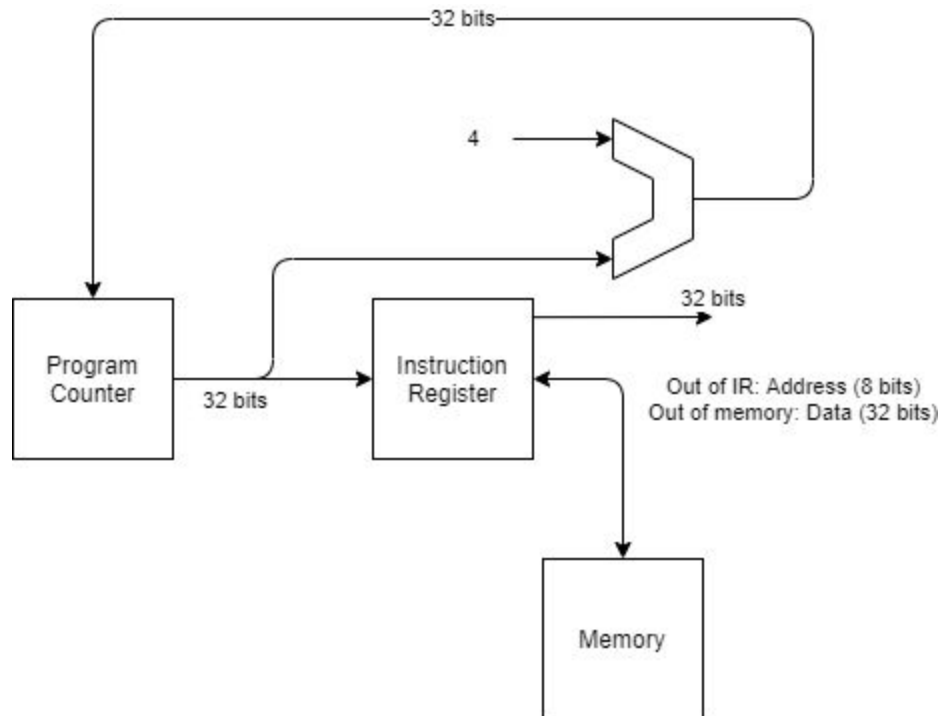 32 bits
4
32 bits
Program
Counter
Instruction
Register
32 bits
Out of IR: Address (8 bits)
Out of memory: Data (32 bits)
Memory